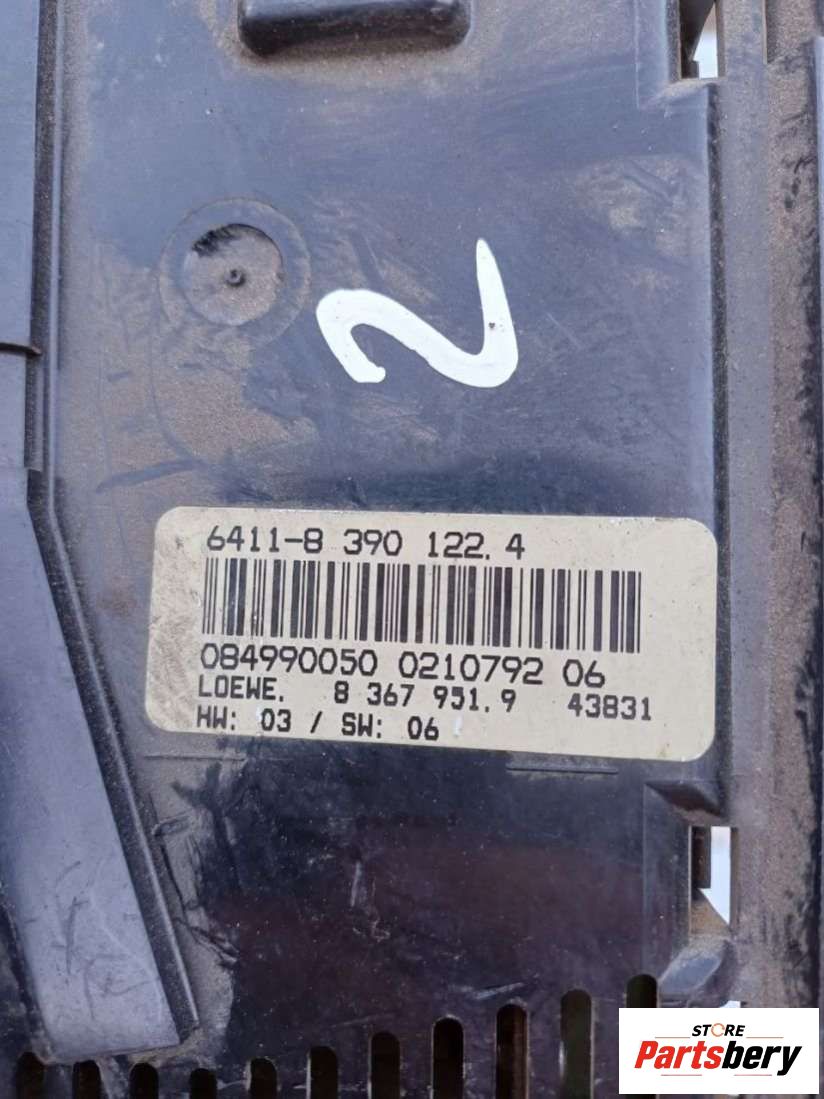 2
6411-8 390 122.4
084990050 0210792 06
LOEWE. 8 367 951.9 43831
HW: 03 / SW: 06
STORE
Partsbery